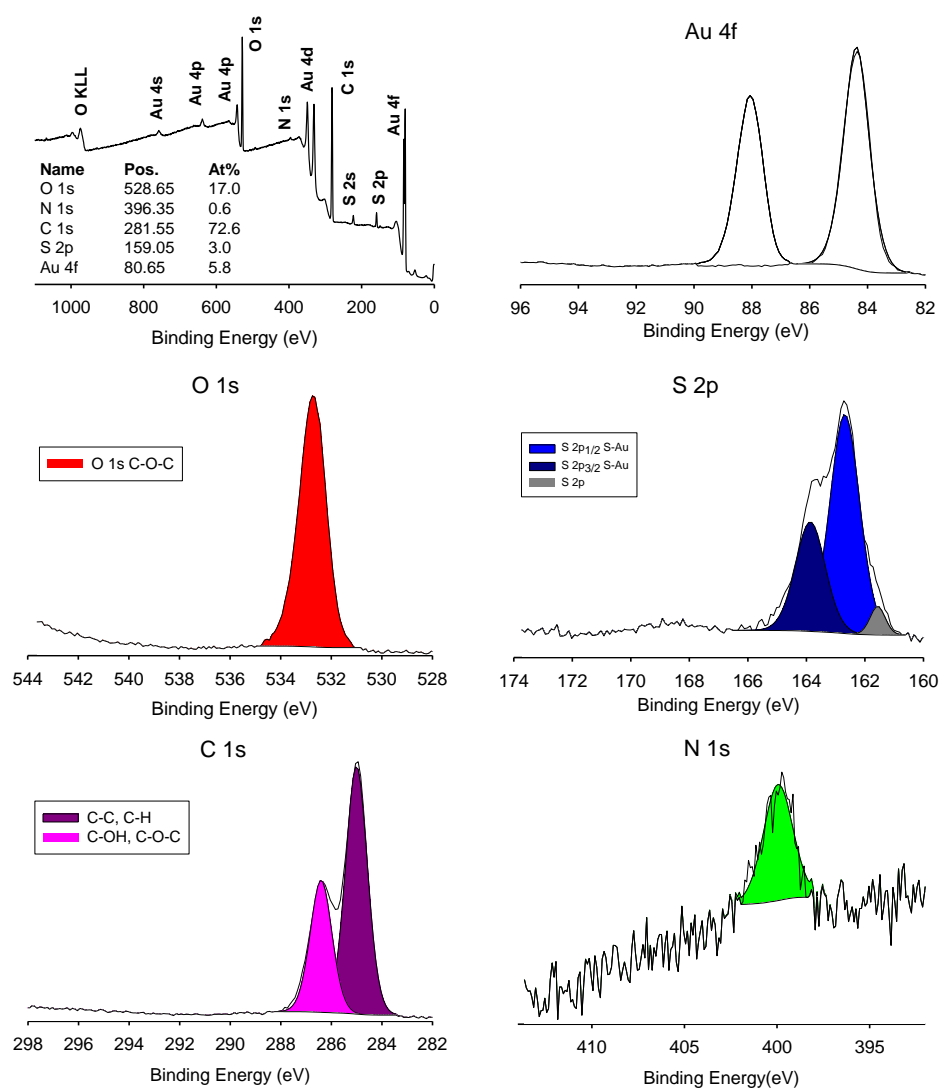 O KLL
Au 4s
Au 4p
Au 4p
O 1s
N 1s
Au 4d
C 1s
S 2s
S 2p
Au 4f
Name Pos. At%
O 1s 528.65 17.0
N 1s 396.35 0.6
C 1s 281.55 72.6
S 2p 159.05 3.0
Au 4f 80.65 5.8
1000 800 600 400 200 0
Binding Energy (eV)
Au 4f
96 95 92 90 88 86 84 82
Binding Energy (eV)
O 1s
O 1s C-O-C
544 540 538 536 534 532 530 528
Binding Energy (eV)
S 2p
S 2p1/2 S-Au
S 2p3/2 S-Au
S 2p
174 172 170 168 166 164 162 160
Binding Energy (eV)
C 1s
C-C, C-H
C-OH, C-O-C
298 296 294 292 290 288 286 284 282
Binding Energy (eV)
N 1s
410 405 400 395
Binding Energy(eV)